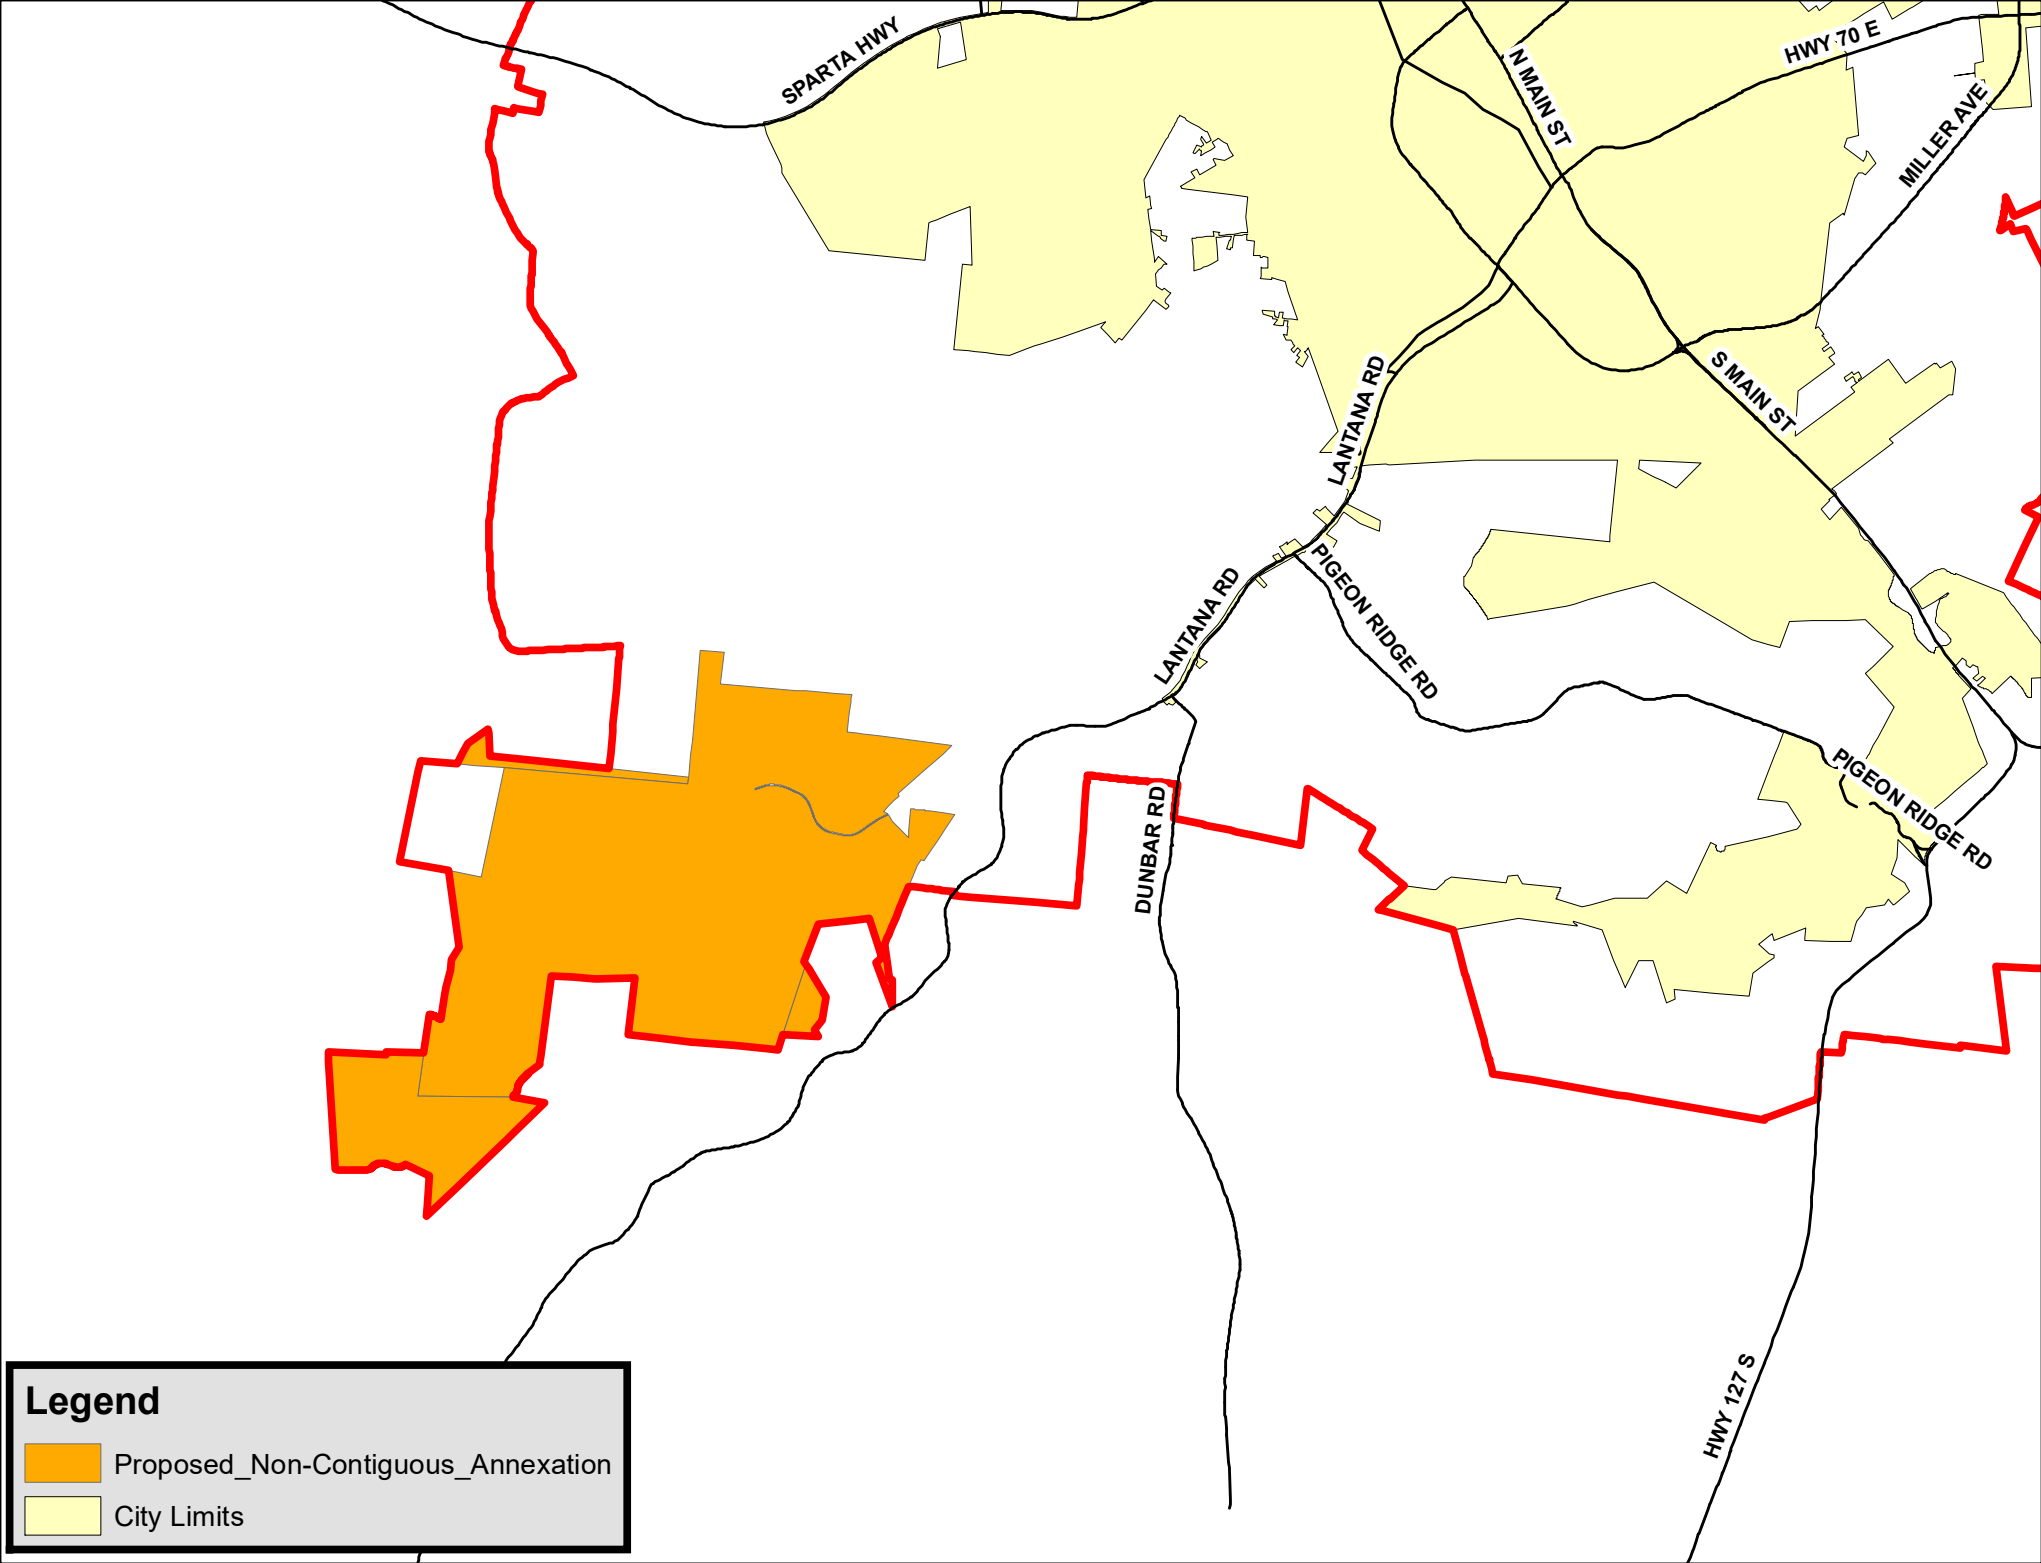 SPARTA HWY
N MAIN ST
HWY 70 E
MILLER AVE
LANTANA RD
S MAIN ST
LANTANA RD
PIGEON RIDGE RD
PIGEON RIDGE RD
DUNBAR RD
HWY 127 S
Legend
Proposed_Non-Contiguous_Annexation
City Limits